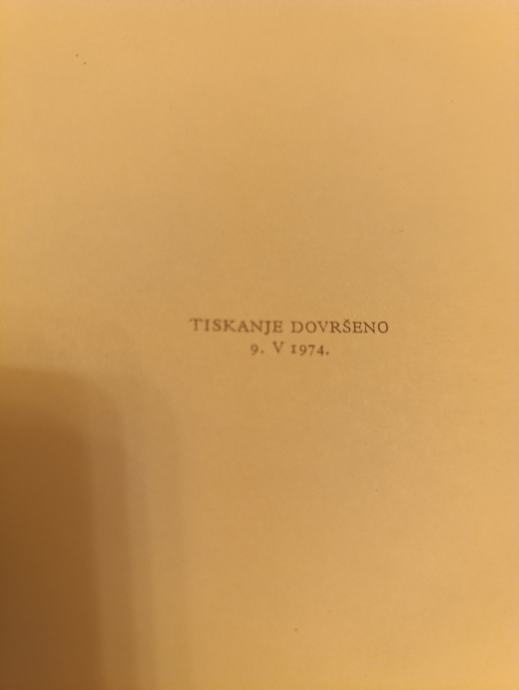 TISKANJE DOVRŠENO
9. V 1974.